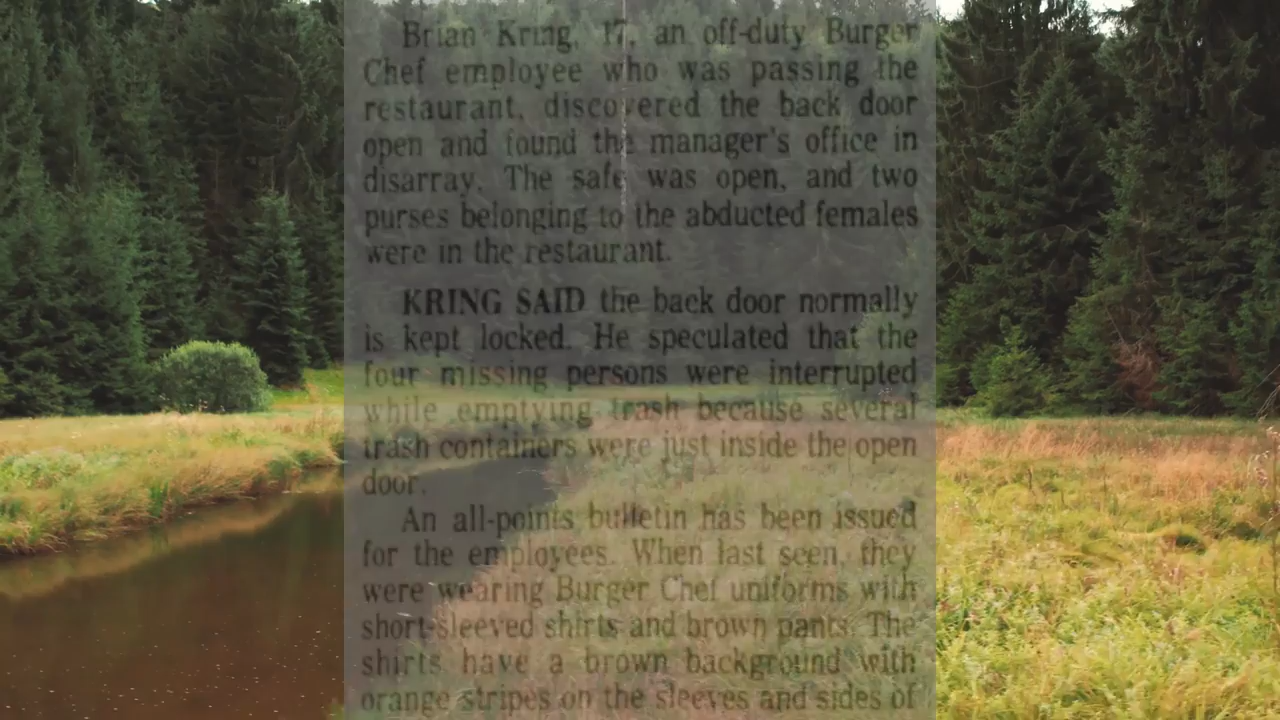 Brian Kring, 17, an off-duty Burger
Chef employee who was passing the
restaurant, discovered the back door
open and found the manager's office in
disarray. The safe was open, and two
purses belonging to the abducted females
were in the restaurant.
KRING SAID the back door normally
is kept locked. He speculated that the
four missing persons were interrupted
while emptying trash because several
trash containers were just inside the open
door.
An all-points bulletin has been issued
for the employees. When last seen, they
were wearing Burger Chef uniforms with
short-sleeved shirts and brown pants. The
shirts have a brown background with
orange stripes on the sleeves and sides of